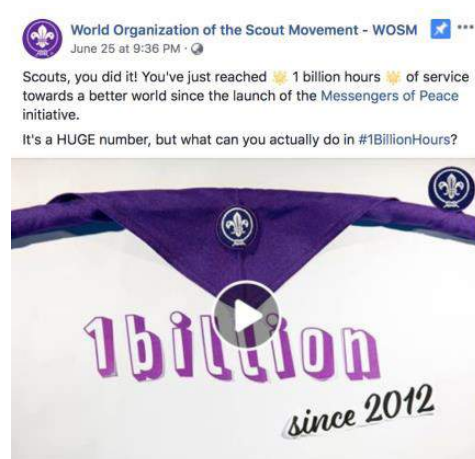 World Organization of the Scout Movement - WOSM
June 25 at 9:36 PM ·
Scouts, you did it! You've just reached 1 billion hours of service
towards a better world since the launch of the Messengers of Peace
initiative.
It's a HUGE number, but what can you actually do in #1BillionHours?
1billion
since 2012